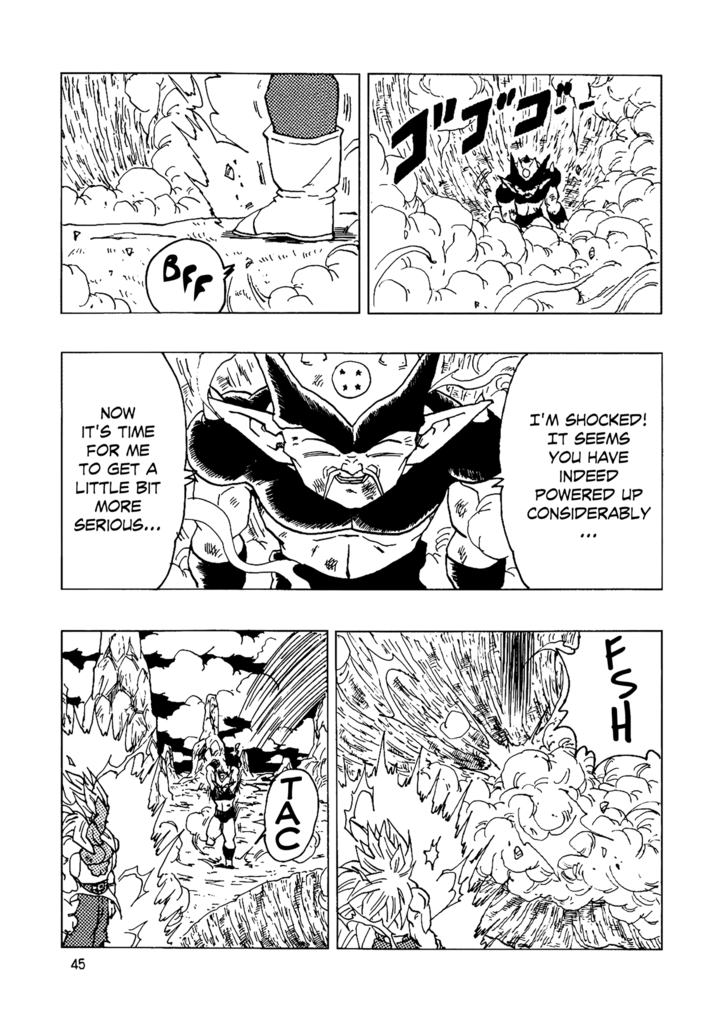 ゴゴゴ--
BFF
I'M SHOCKED!
IT SEEMS
YOU HAVE
INDEED
POWERED UP
CONSIDERABLY
...
NOW
IT'S TIME
FOR ME
TO GET A
LITTLE BIT
MORE
SERIOUS...
FSH
TAC
45